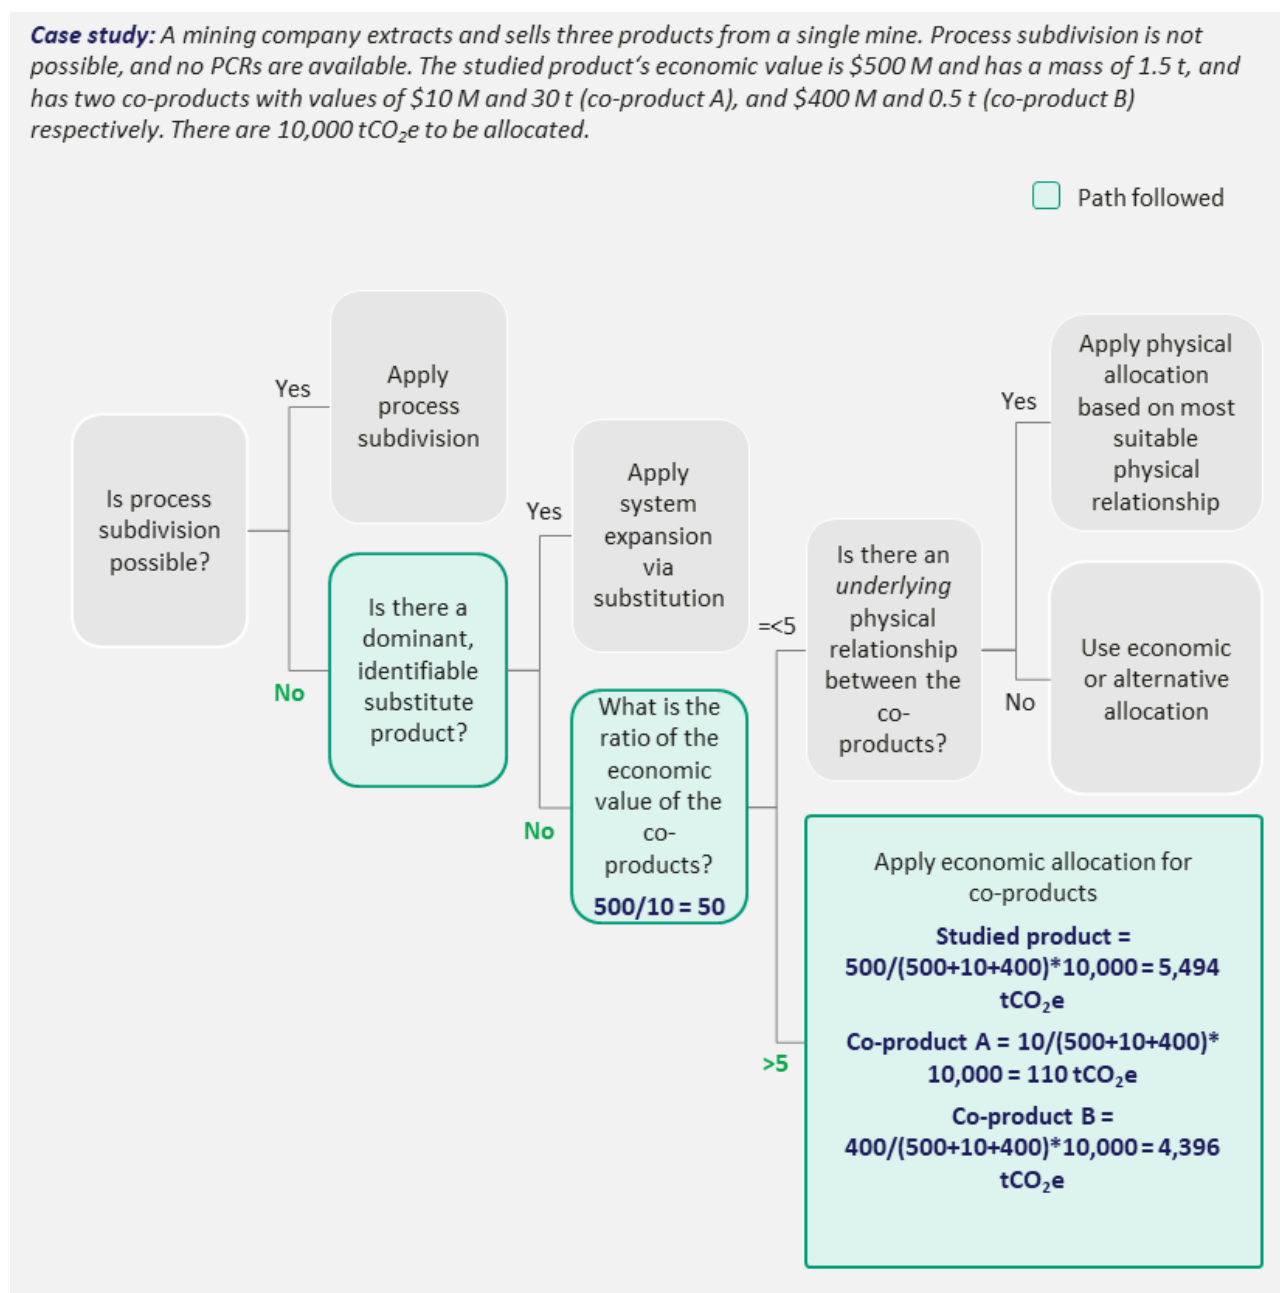 Case study: A mining company extracts and sells three products from a single mine. Process subdivision is not
possible, and no PCRs are available. The studied product‘s economic value is $500 M and has a mass of 1.5 t, and
has two co-products with values of $10 M and 30 t (co-product A), and $400 M and 0.5 t (co-product B)
respectively. There are 10,000 tCO₂e to be allocated.
Path followed
Is process
subdivision
possible?
Yes
Apply
process
subdivision
No
Is there a
dominant,
identifiable
substitute
product?
Yes
Apply
system
expansion
via
substitution
No
What is the
ratio of the
economic
value of the
co-
products?
500/10 = 50
=<5
Is there an
underlying
physical
relationship
between the
co-
products?
Yes
Apply physical
allocation
based on most
suitable
physical
relationship
No
Use economic
or alternative
allocation
>5
Apply economic allocation for
co-products
Studied product =
500/(500+10+400)*10,000 = 5,494
tCO₂e
Co-product A = 10/(500+10+400)*
10,000 = 110 tCO₂e
Co-product B =
400/(500+10+400)*10,000 = 4,396
tCO₂e